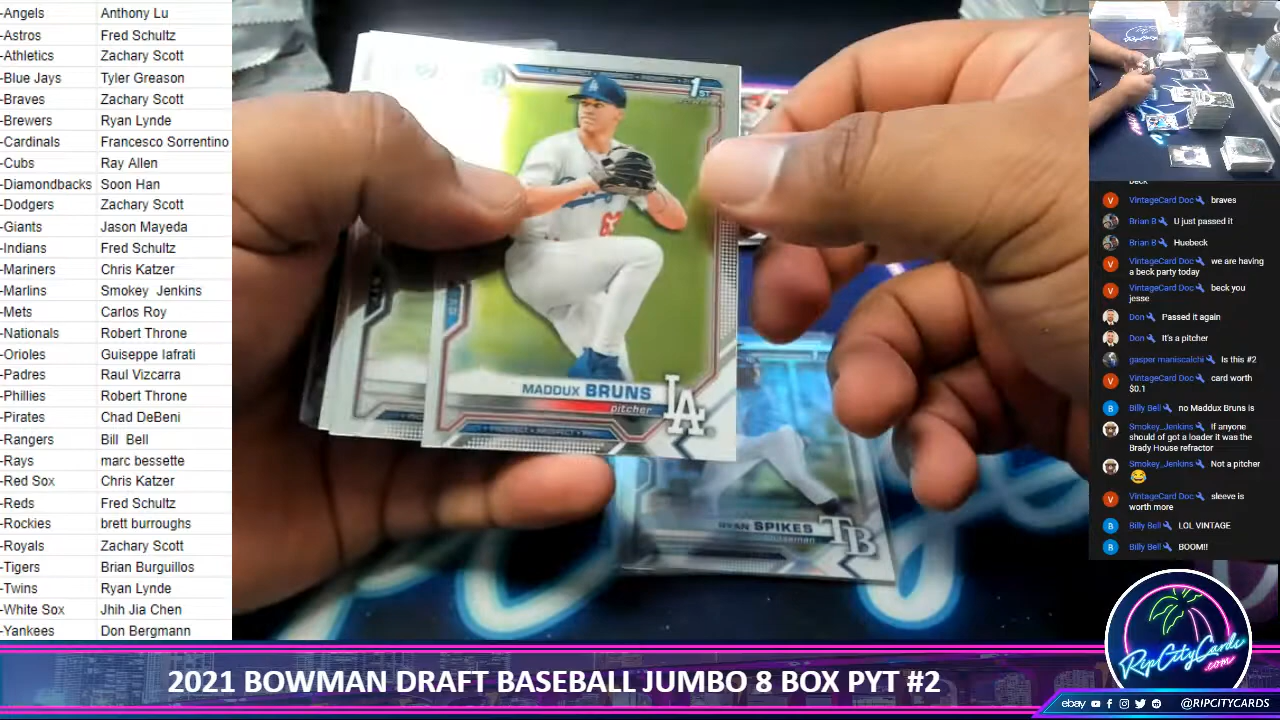 -Angels Anthony Lu
-Astros Fred Schultz
-Athletics Zachary Scott
-Blue Jays Tyler Greason
-Braves Zachary Scott
-Brewers Ryan Lynde
-Cardinals Francesco Sorrentino
-Cubs Ray Allen
-Diamondbacks Soon Han
-Dodgers Zachary Scott
-Giants Jason Mayeda
-Indians Fred Schultz
-Mariners Chris Katzer
-Marlins Smokey Jenkins
-Mets Carlos Roy
-Nationals Robert Throne
-Orioles Guiseppe Iafrati
-Padres Raul Vizcarra
-Phillies Robert Throne
-Pirates Chad DeBeni
-Rangers Bill Bell
-Rays marc bessette
-Red Sox Chris Katzer
-Reds Fred Schultz
-Rockies brett burroughs
-Royals Zachary Scott
-Tigers Brian Burguillos
-Twins Ryan Lynde
-White Sox Jhih Jia Chen
-Yankees Don Bergmann
1ST
MADDUX BRUNS
pitcher
LA
RYAN SPIKES
TB
beck
V VintageCard Doc braves
Brian B U just passed it
Brian B Huebeck
V VintageCard Doc we are having
a beck party today
V VintageCard Doc beck you
jesse
Don Passed it again
Don It's a pitcher
gasper maniscalchi Is this #2
V VintageCard Doc card worth
$0.1
B Billy Bell no Maddux Bruns is
Smokey_Jenkins If anyone
should of got a loader it was the
Brady House refractor
Smokey_Jenkins Not a pitcher
😂
V VintageCard Doc sleeve is
worth more
B Billy Bell LOL VINTAGE
B Billy Bell BOOM!!
RipCityCards
.com
2021 BOWMAN DRAFT BASEBALL JUMBO 8 BOX PYT #2
ebay @RIPCITYCARDS